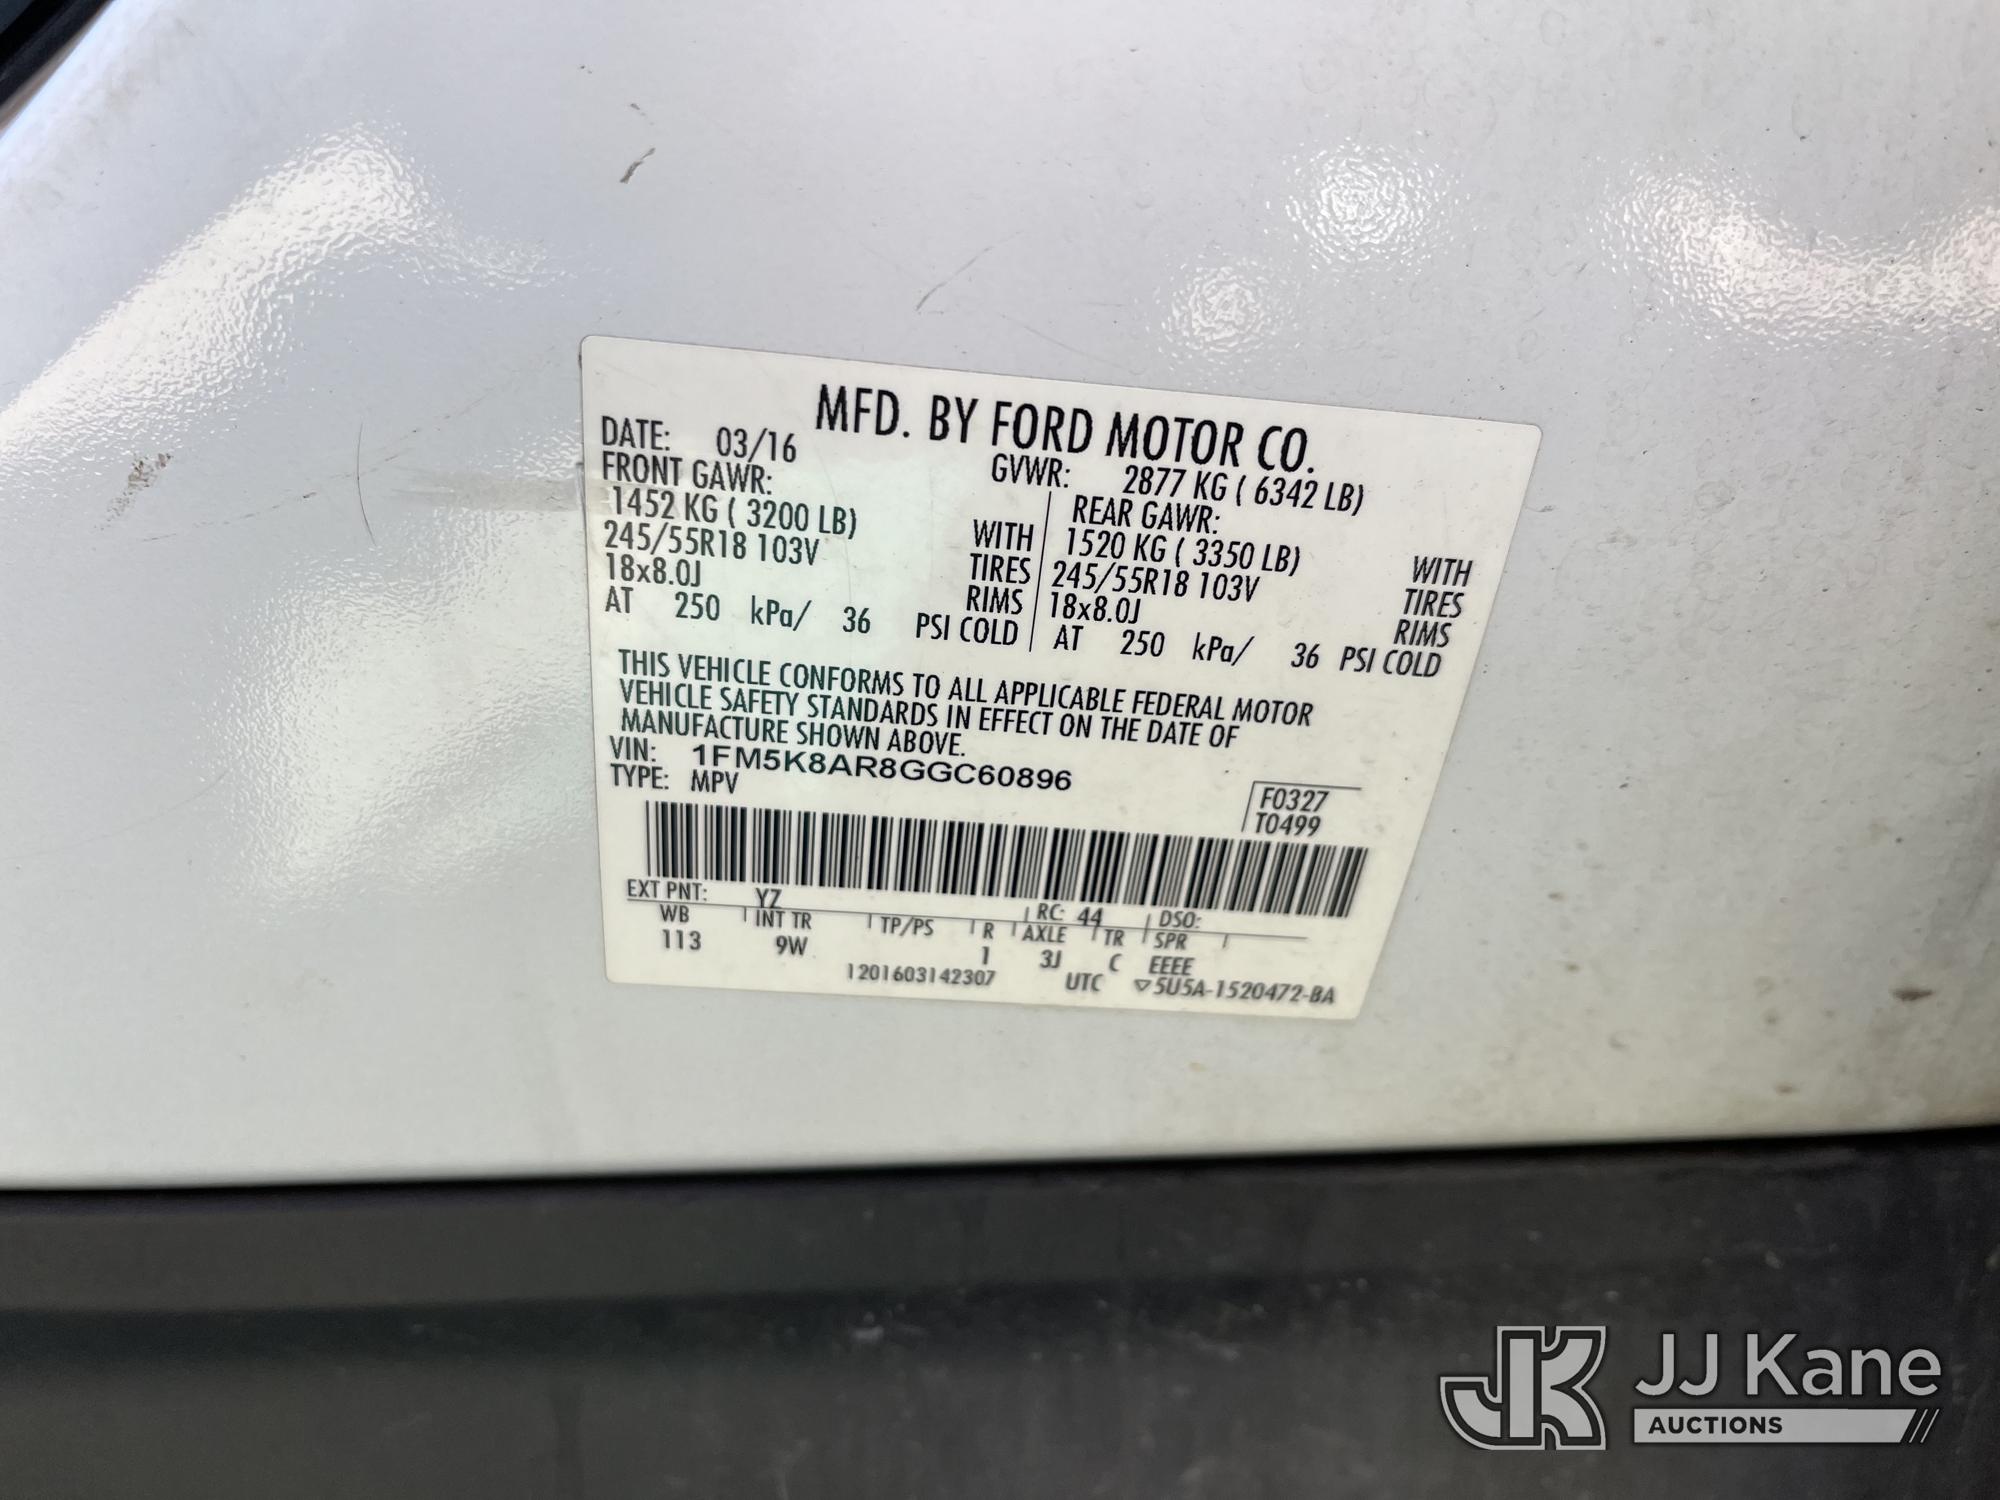 MFD. BY FORD MOTOR CO.
DATE: 03/16 GVWR: 2877 KG ( 6342 LB)
FRONT GAWR: REAR GAWR:
1452 KG ( 3200 LB) WITH 1520 KG ( 3350 LB) WITH
245/55R18 103V TIRES 245/55R18 103V TIRES
18x8.0J RIMS 18x8.0J RIMS
AT 250 kPa/ 36 PSI COLD AT 250 kPa/ 36 PSI COLD
THIS VEHICLE CONFORMS TO ALL APPLICABLE FEDERAL MOTOR
VEHICLE SAFETY STANDARDS IN EFFECT ON THE DATE OF
MANUFACTURE SHOWN ABOVE.
VIN: 1FM5K8AR8GGC60896
TYPE: MPV
F0327
T0499
EXT PNT: YZ RC: 44 DSO:
WB INT TR TP/PS R AXLE TR SPR
113 9W 1 3J C EEEE
1201603142307 UTC ▽5U5A-1520472-BA
JK JJ Kane
AUCTIONS